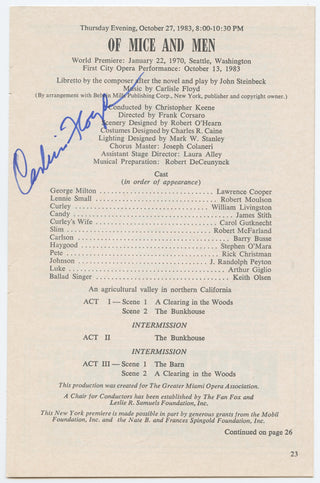 Thursday Evening, October 27, 1983, 8:00-10:30 PM
OF MICE AND MEN
World Premiere: January 22, 1970, Seattle, Washington
First City Opera Performance: October 13, 1983
Libretto by the composer after the novel and play by John Steinbeck
Music by Carlisle Floyd
(By arrangement with Belwin Mills Publishing Corp., New York, publisher and copyright owner.)
Conducted by Christopher Keene
Directed by Frank Corsaro
Scenery Designed by Robert O'Hearn
Costumes Designed by Charles R. Caine
Lighting Designed by Mark W. Stanley
Chorus Master: Joseph Colaneri
Assistant Stage Director: Laura Alley
Musical Preparation: Robert DeCeunynck
Carlisle Floyd
Cast
(in order of appearance)
George Milton ........ Lawrence Cooper
Lennie Small ........ Robert Moulson
Curley ........ William Livingston
Candy ........ James Stith
Curley's Wife ........ Carol Gutknecht
Slim ........ Robert McFarland
Carlson ........ Barry Busse
Haygood ........ Stephen O'Mara
Pete ........ Rick Christman
Johnson ........ J. Randolph Peyton
Luke ........ Arthur Giglio
Ballad Singer ........ Keith Olsen
An agricultural valley in northern California
ACT I—Scene 1 A Clearing in the Woods
Scene 2 The Bunkhouse
INTERMISSION
ACT II The Bunkhouse
INTERMISSION
ACT III—Scene 1 The Barn
Scene 2 A Clearing in the Woods
This production was created for The Greater Miami Opera Association.
A Chair for Conductors has been established by The Fan Fox and
Leslie R. Samuels Foundation, Inc.
This New York premiere is made possible in part by generous grants from the Mobil
Foundation, Inc. and the Nate B. and Frances Spingold Foundation, Inc.
Continued on page 26
23